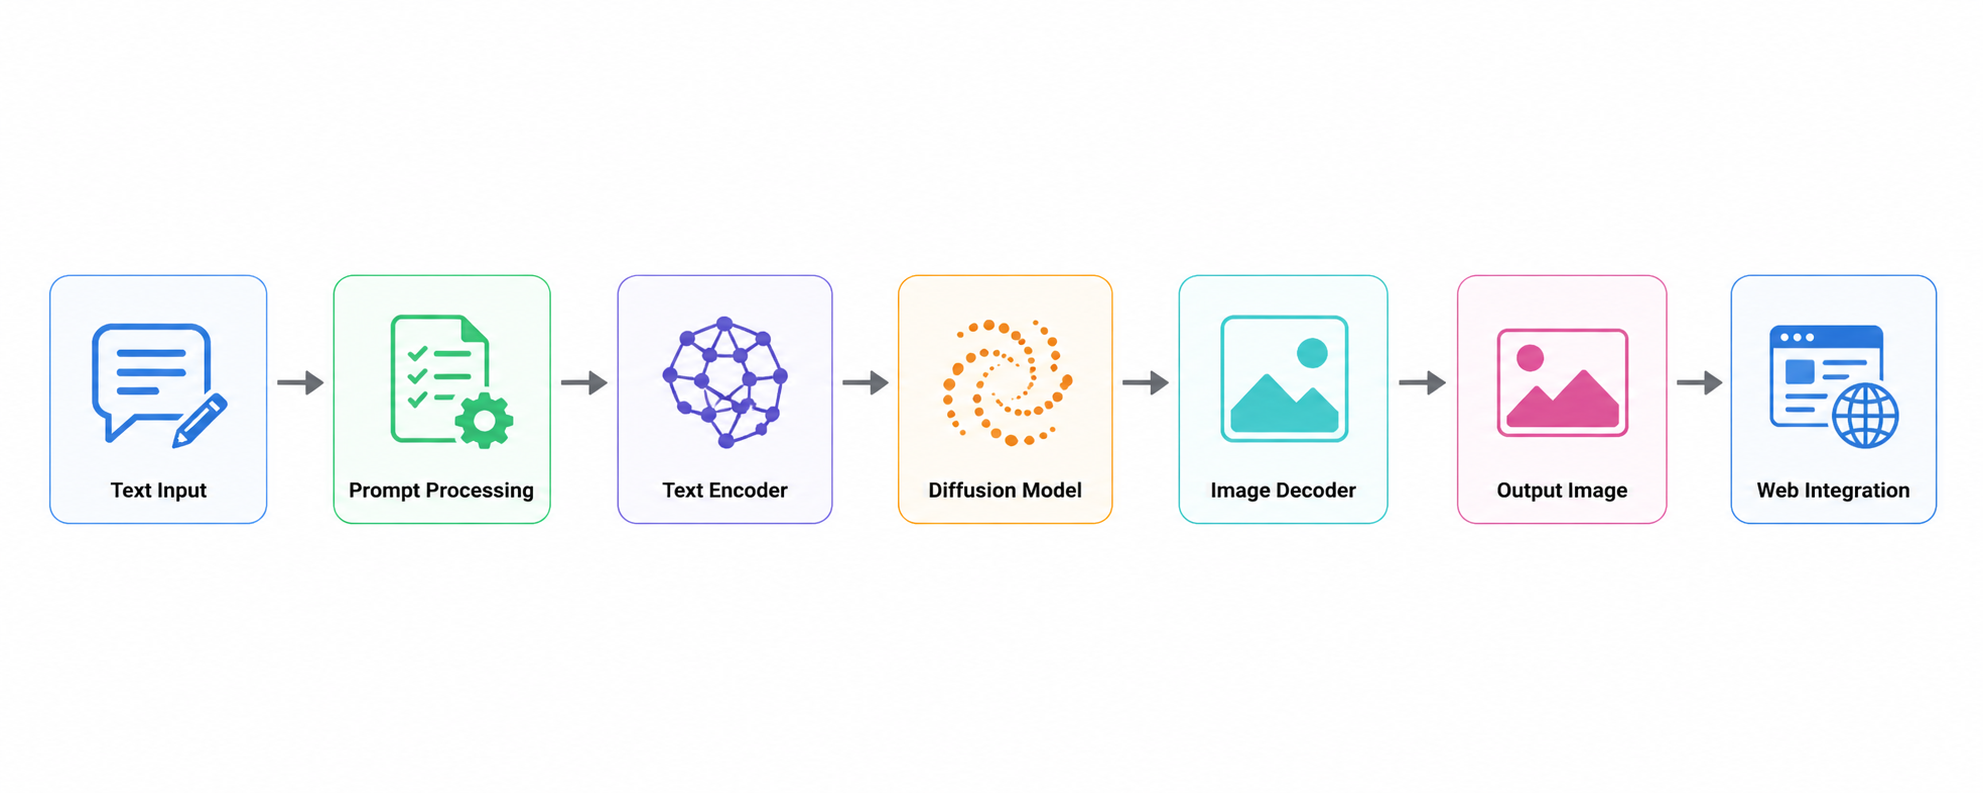 Text Input
Prompt Processing
Text Encoder
Diffusion Model
Image Decoder
Output Image
Web Integration